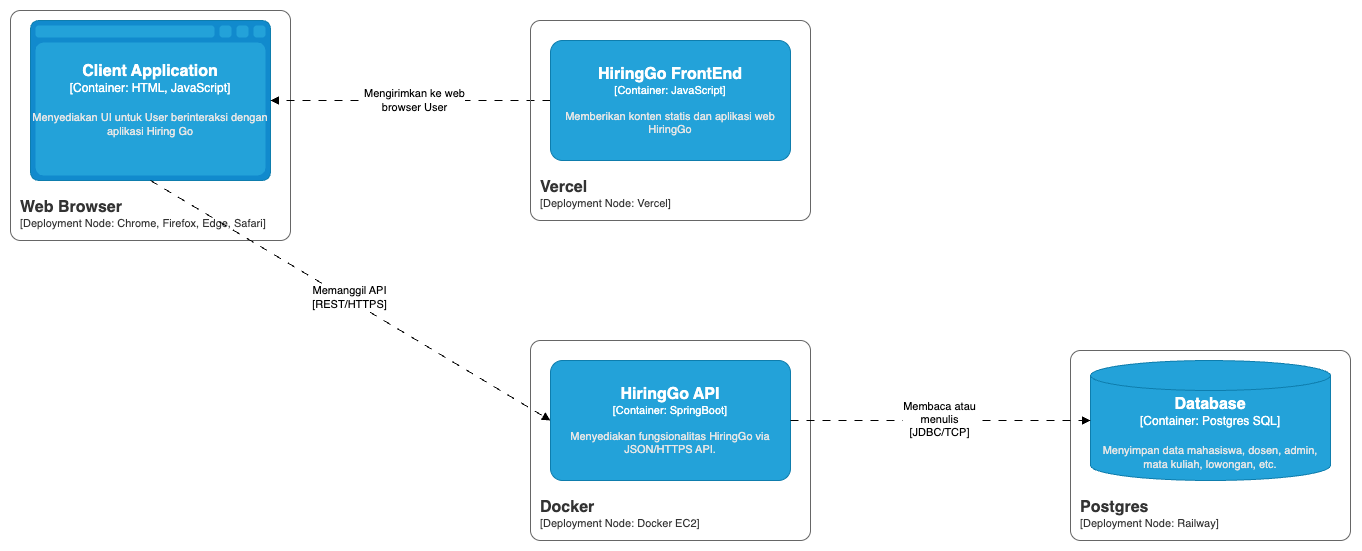 Client Application
[Container: HTML, JavaScript]
Menyediakan UI untuk User berinteraksi dengan
aplikasi Hiring Go
Web Browser
[Deployment Node: Chrome, Firefox, Edge, Safari]
Mengirimkan ke web
browser User
HiringGo FrontEnd
[Container: JavaScript]
Memberikan konten statis dan aplikasi web
HiringGo
Vercel
[Deployment Node: Vercel]
Memanggil API
[REST/HTTPS]
HiringGo API
[Container: SpringBoot]
Menyediakan fungsionalitas HiringGo via
JSON/HTTPS API.
Docker
[Deployment Node: Docker EC2]
Membaca atau
menulis
[JDBC/TCP]
Database
[Container: Postgres SQL]
Menyimpan data mahasiswa, dosen, admin,
mata kuliah, lowongan, etc.
Postgres
[Deployment Node: Railway]